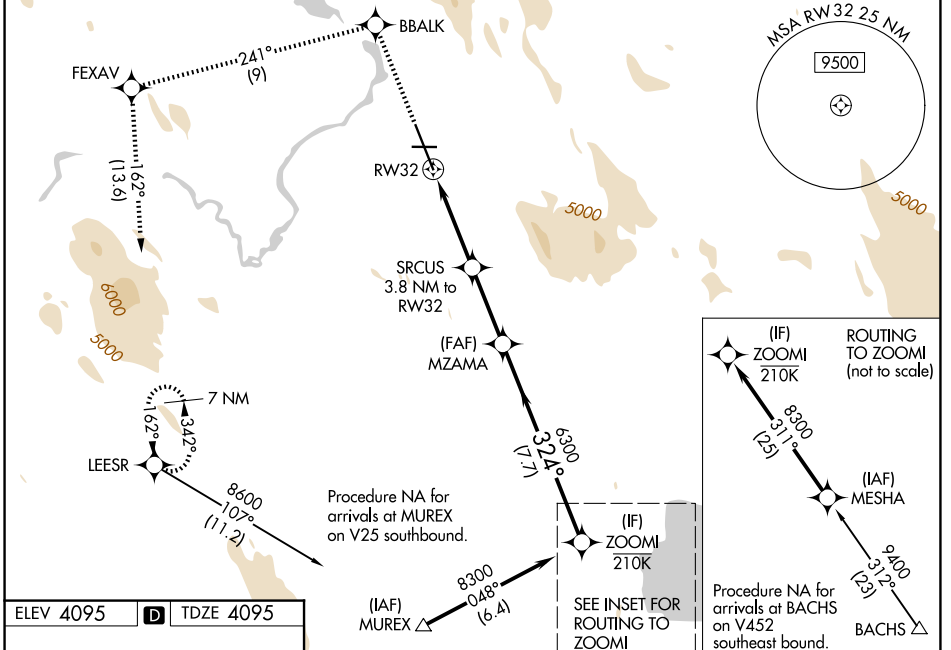 BBALK
MSA RW 32 25 NM
9500
241°
(9)
FEXAV
162°
(13.6)
RW32
5000
5000
SRCUS
3.8 NM to
RW32
6000
5000
(FAF)
MZAMA
7 NM
162°
342°
LEESR
8600
107°
(11.2)
6300
324°
(7.7)
Procedure NA for
arrivals at MUREX
on V25 southbound.
(IF)
ZOOMI
210K
8300
048°
(6.4)
(IAF)
MUREX
SEE INSET FOR
ROUTING TO
ZOOMI
(IF)
ZOOMI
210K
ROUTING
TO ZOOMI
(not to scale)
8300
311°
(25)
(IAF)
MESHA
9400
312°
(23)
Procedure NA for
arrivals at BACHS
on V452
southeast bound.
BACHS
ELEV 4095 D TDZE 4095